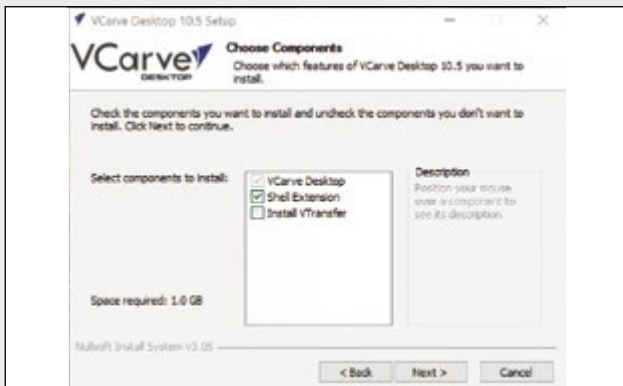 VCarve Desktop 10.5 Setup
VCarve
DESKTOP
Choose Components
Choose which features of VCarve Desktop 10.5 you want to
install.
Check the components you want to install and uncheck the components you don't want to
install. Click Next to continue.
Select components to install:
VCarve Desktop
Shell Extension
Install VTransfer
Description
Position your mouse
over a component to
see its description.
Space required: 1.0 GB
Nullsoft Install System v3.05
< Back
Next >
Cancel